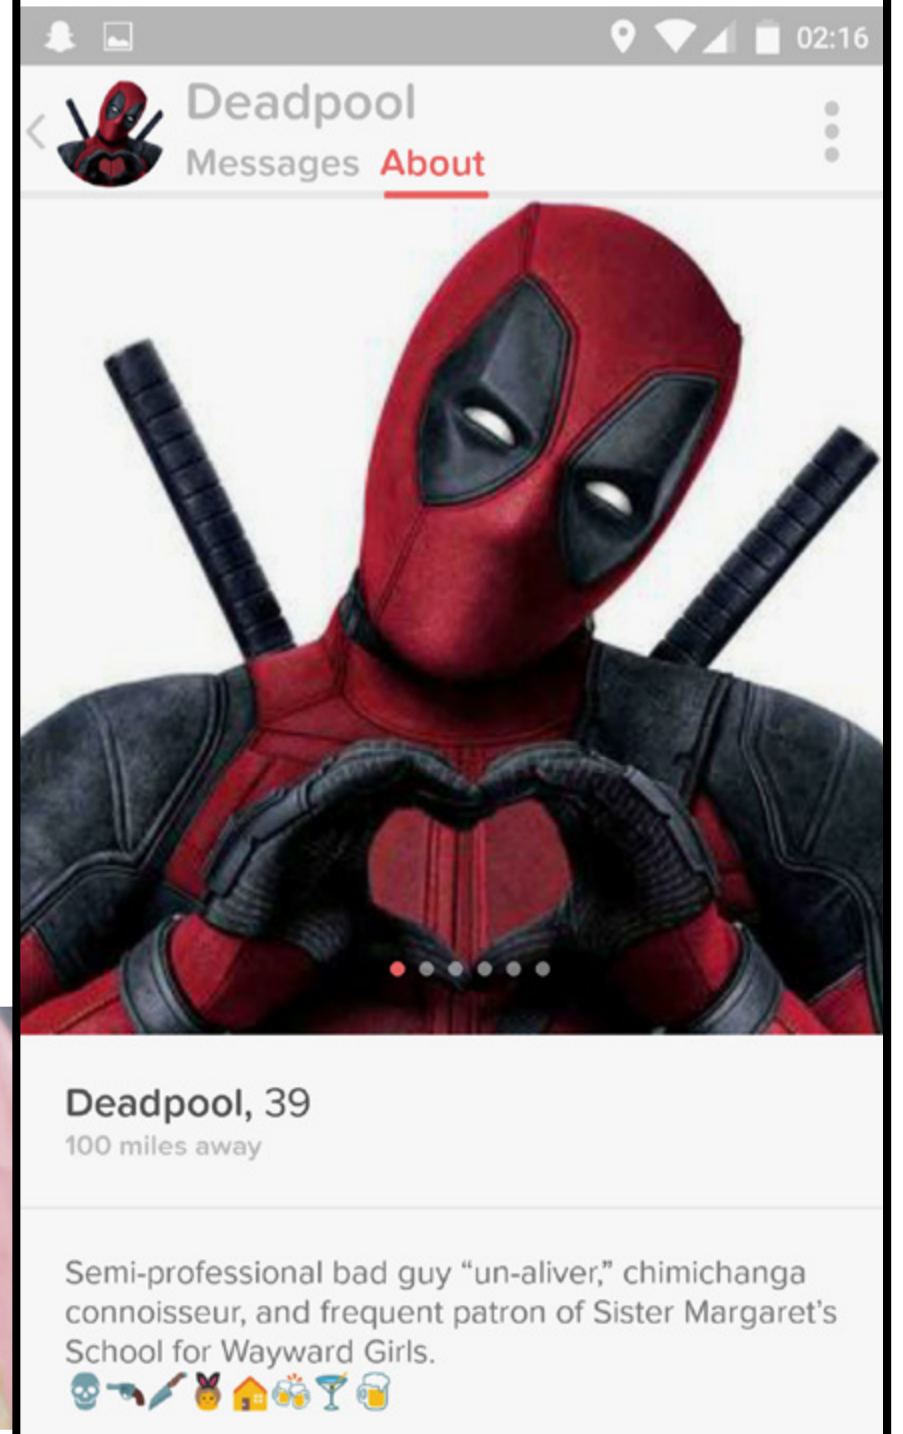 02:16
Deadpool
Messages About
Deadpool, 39
100 miles away
Semi-professional bad guy “un-aliver,” chimichanga
connoisseur, and frequent patron of Sister Margaret’s
School for Wayward Girls.
💀🔫🔪👯🏠🍻🍸🍺